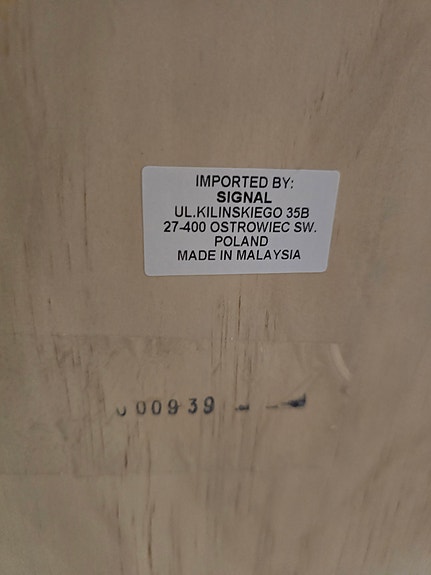 IMPORTED BY:
SIGNAL
UL.KILINSKIEGO 35B
27-400 OSTROWIEC SW.
POLAND
MADE IN MALAYSIA
00939